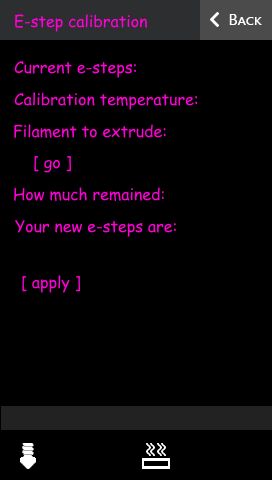 E-step calibration
Back
Current e-steps:
Calibration temperature:
Filament to extrude:
[ go ]
How much remained:
Your new e-steps are:
[ apply ]